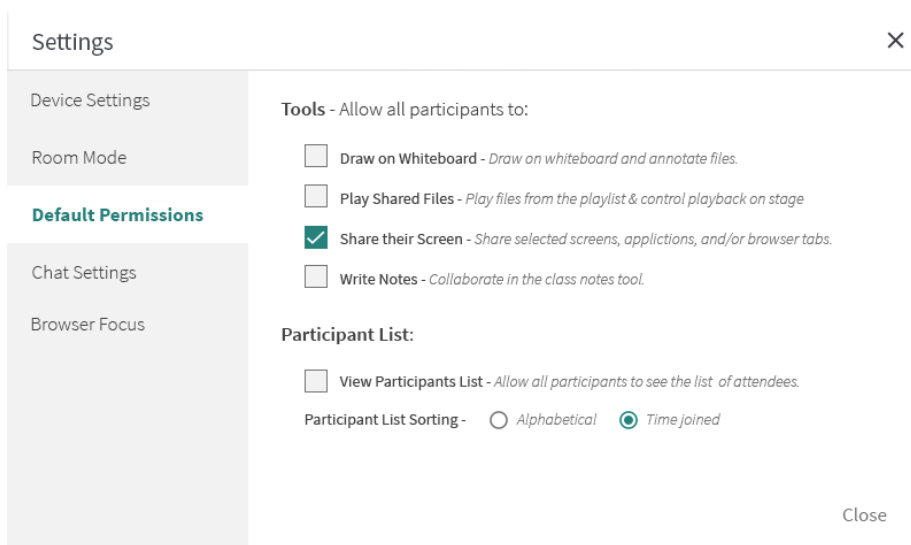 Settings
Device Settings
Room Mode
Default Permissions
Chat Settings
Browser Focus
Tools - Allow all participants to:
Draw on Whiteboard - Draw on whiteboard and annotate files.
Play Shared Files - Play files from the playlist & control playback on stage
Share their Screen - Share selected screens, applictions, and/or browser tabs.
Write Notes - Collaborate in the class notes tool.
Participant List:
View Participants List - Allow all participants to see the list of attendees.
Participant List Sorting - Alphabetical Time joined
Close